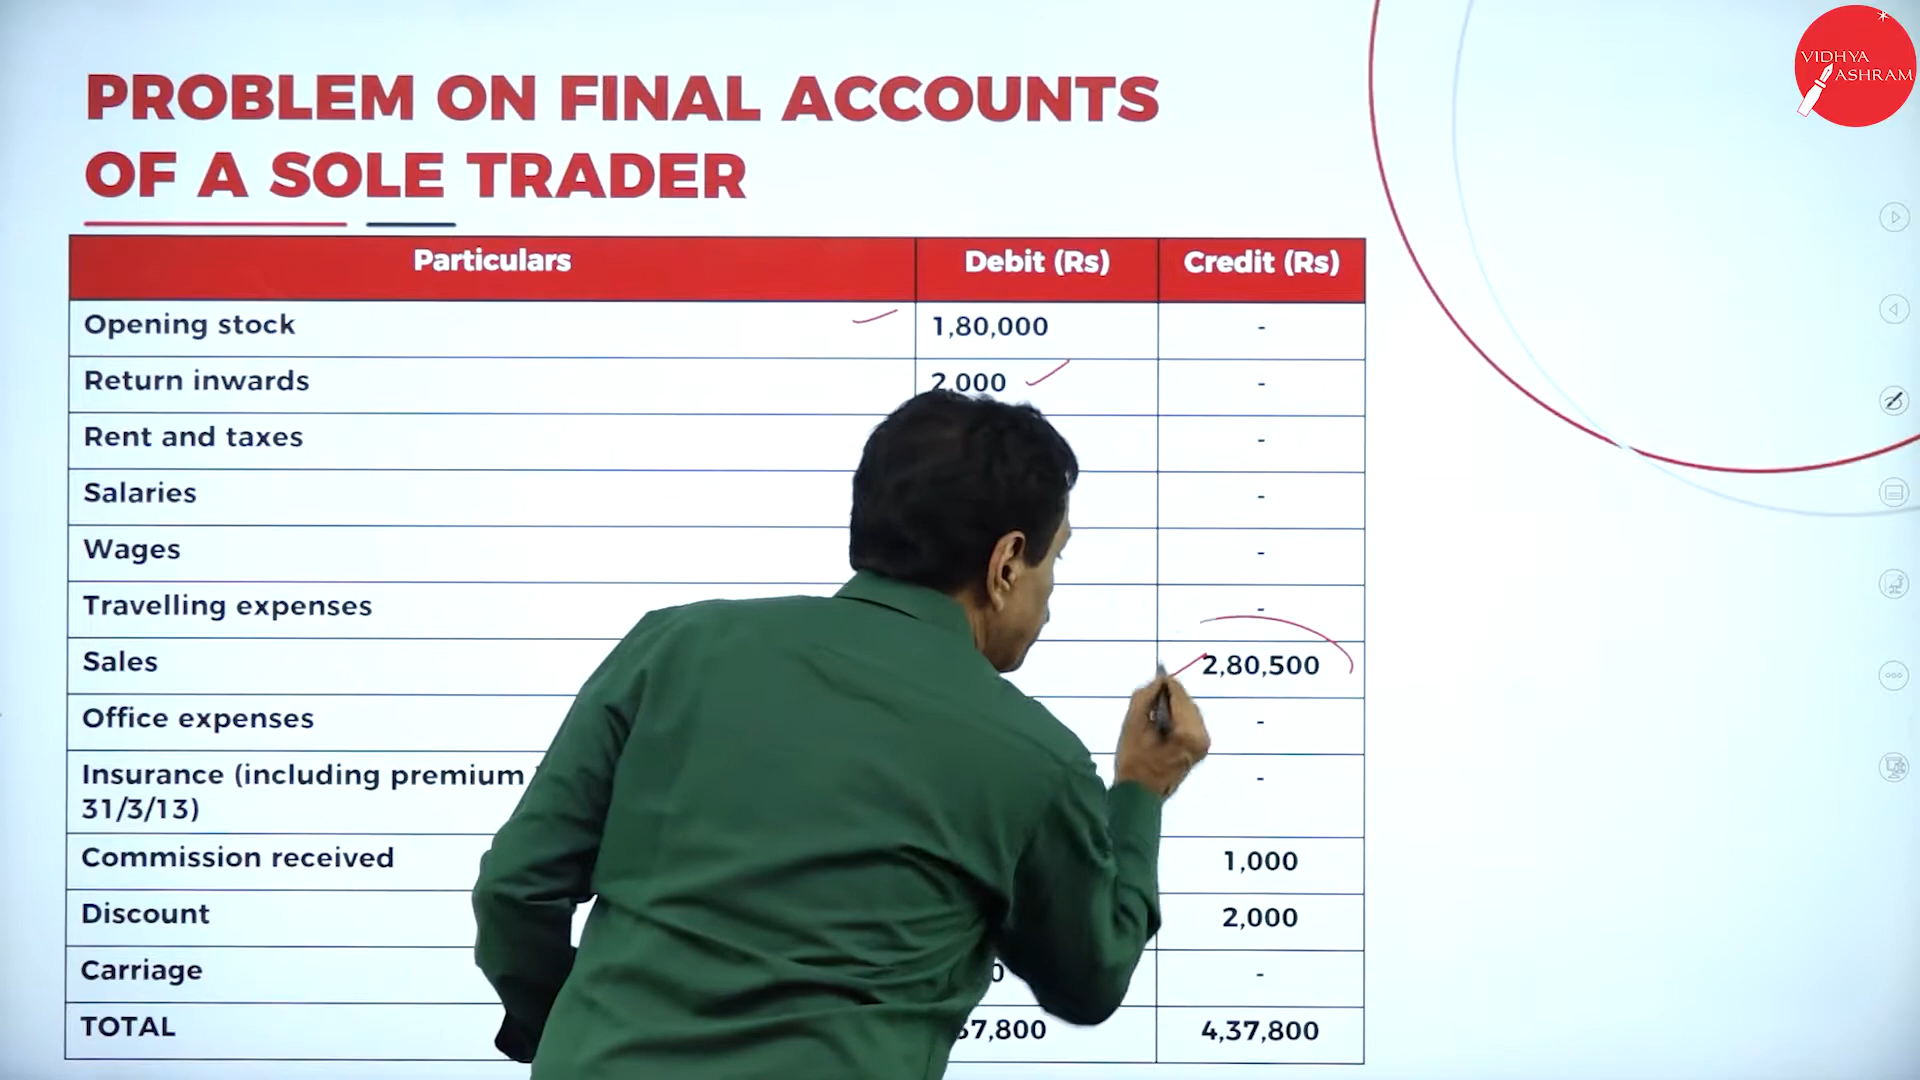 VIDHYA
ASHRAM
PROBLEM ON FINAL ACCOUNTS
OF A SOLE TRADER
Particulars Debit (Rs) Credit (Rs)
Opening stock 1,80,000 -
Return inwards 2,000 -
Rent and taxes -
Salaries -
Wages -
Travelling expenses -
Sales 2,80,500
Office expenses -
Insurance (including premium -
31/3/13)
Commission received 1,000
Discount 2,000
Carriage -
TOTAL 4,37,800